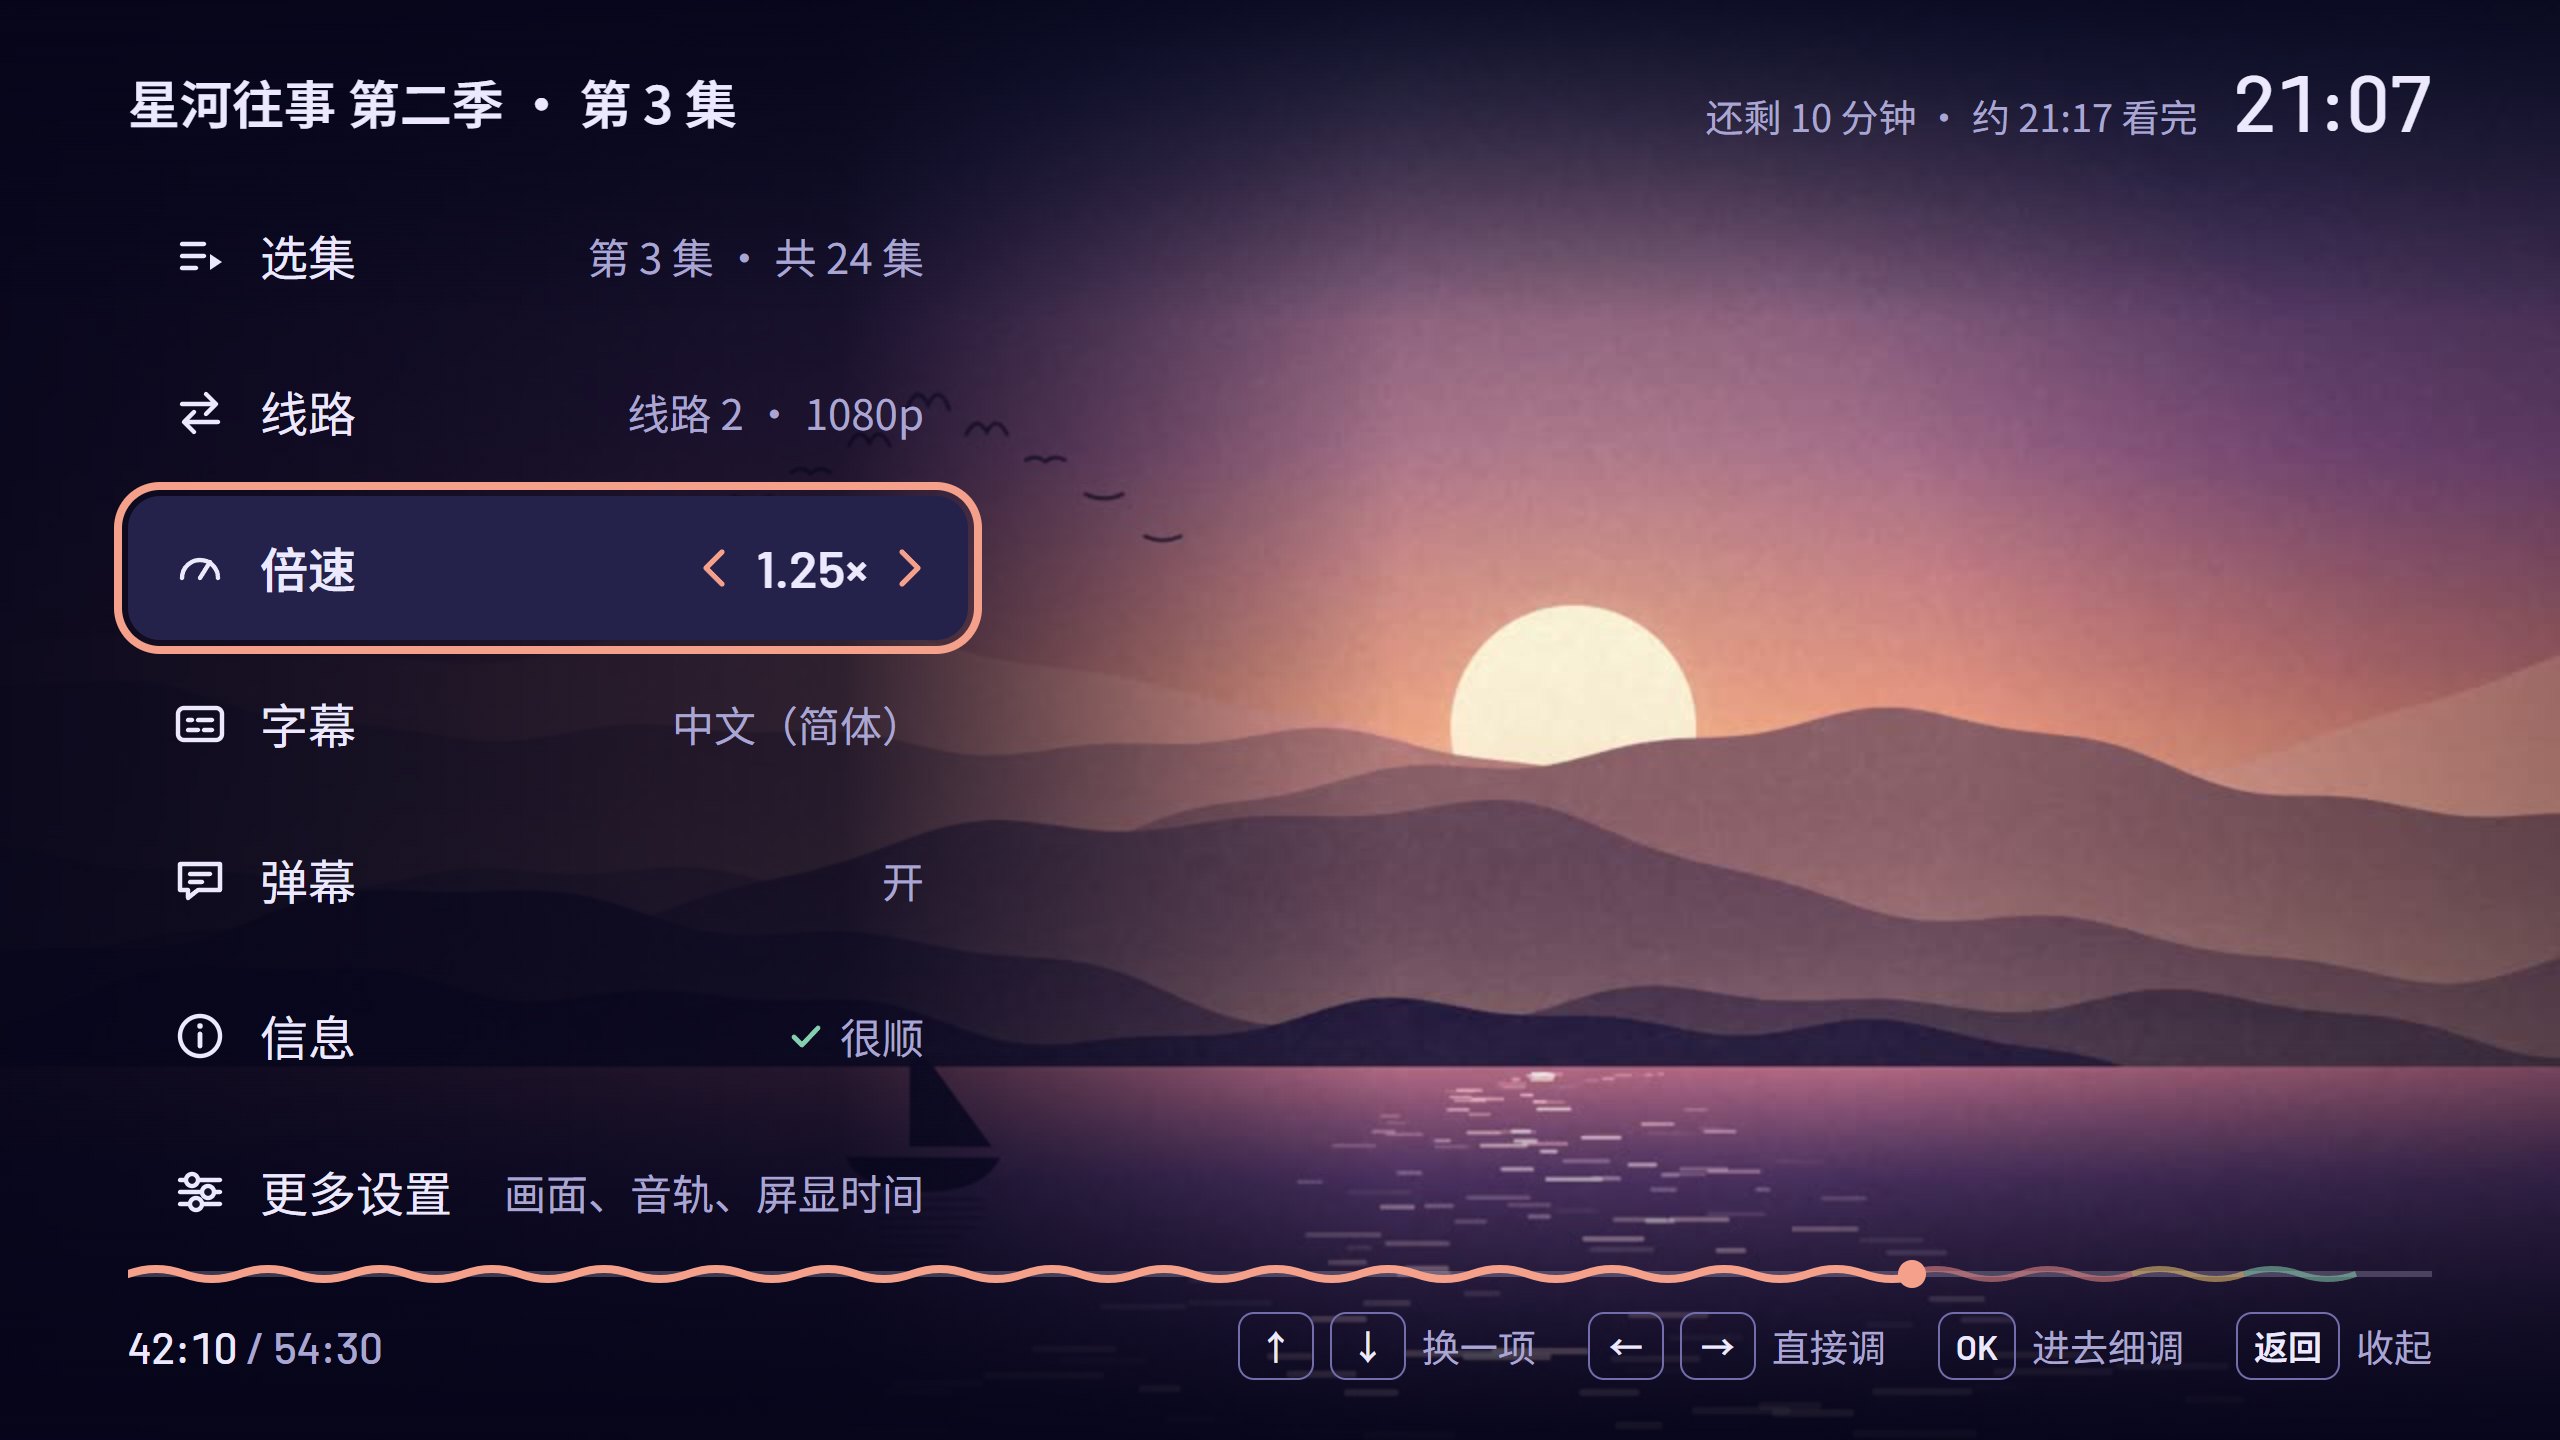 星河往事 第二季 · 第 3 集
还剩 10 分钟 · 约 21:17 看完 21:07
选集 第 3 集 · 共 24 集
线路 线路 2 · 1080p
倍速 1.25×
字幕 中文（简体）
弹幕 开
信息 很顺
更多设置 画面、音轨、屏显时间
42:10 / 54:30
↑ ↓ 换一项 ← → 直接调 OK 进去细调 返回 收起